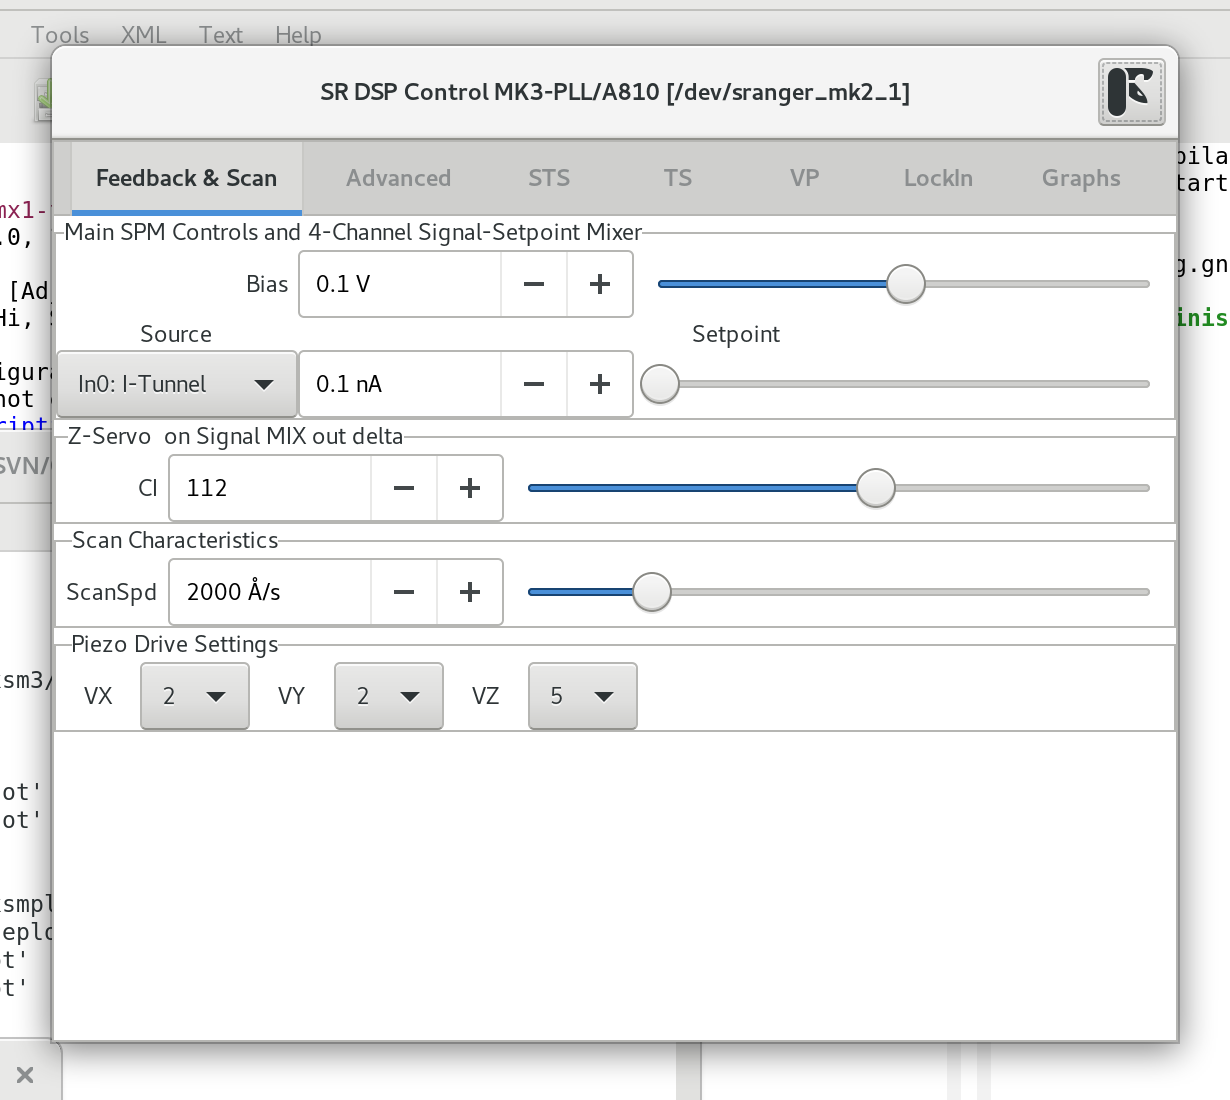 Tools XML Text Help
SR DSP Control MK3-PLL/A810 [/dev/sranger_mk2_1]
Feedback & Scan Advanced STS TS VP LockIn Graphs
Main SPM Controls and 4-Channel Signal-Setpoint Mixer
Bias 0.1 V − +
Source Setpoint
In0: I-Tunnel 0.1 nA − +
Z-Servo on Signal MIX out delta
CI 112 − +
Scan Characteristics
ScanSpd 2000 Å/s − +
Piezo Drive Settings
VX 2 VY 2 VZ 5
mx1-
.0,
[Ad
Hi,
igura
not
ript
SVN/
sm3/
ot'
ot'
smpl
eplo
t'
t'
pila
tart
g.gn
inis